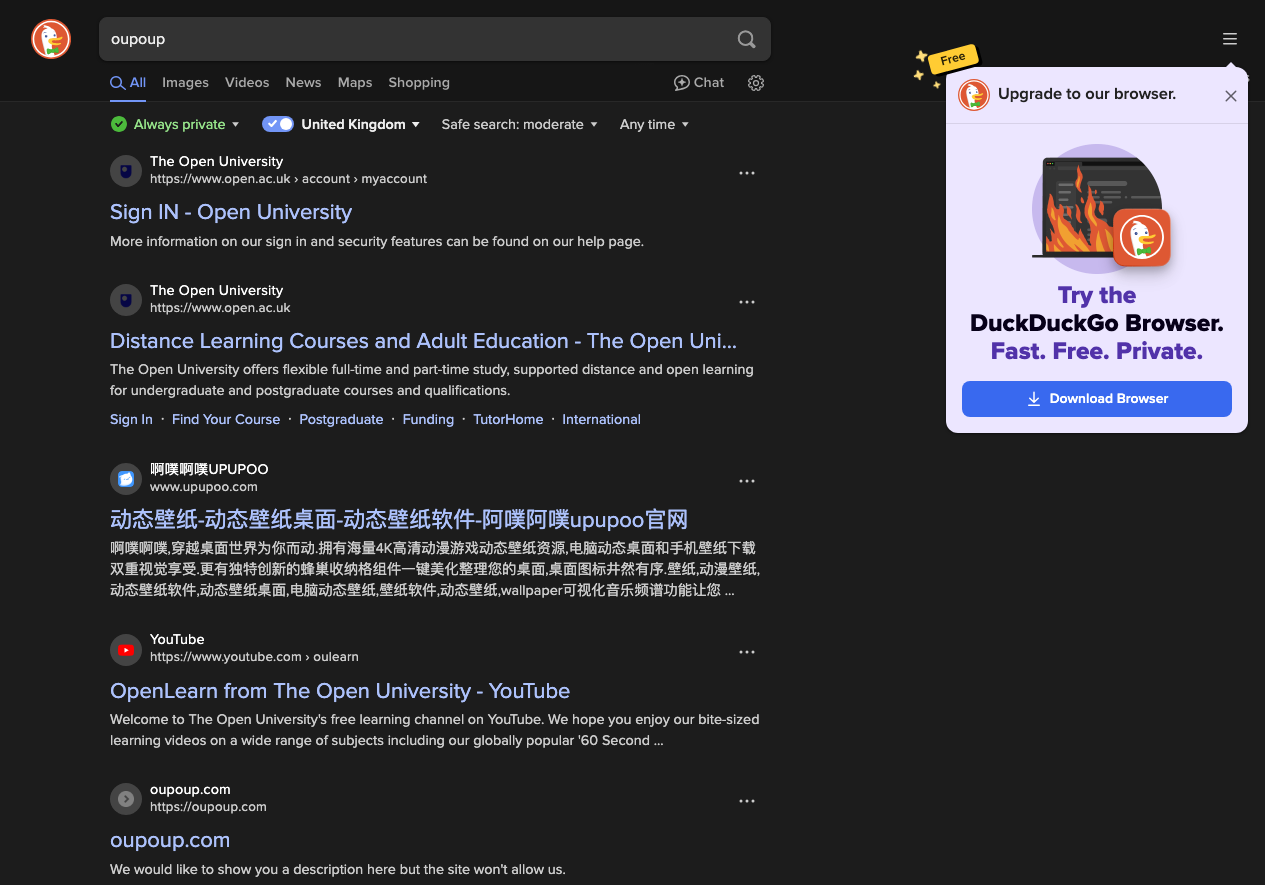 oupoup
Free
All Images Videos News Maps Shopping Chat
Upgrade to our browser.
Always private United Kingdom Safe search: moderate Any time
The Open University
https://www.open.ac.uk › account › myaccount
Sign IN - Open University
More information on our sign in and security features can be found on our help page.
The Open University
https://www.open.ac.uk
Distance Learning Courses and Adult Education - The Open Uni...
The Open University offers flexible full-time and part-time study, supported distance and open learning
for undergraduate and postgraduate courses and qualifications.
Sign In · Find Your Course · Postgraduate · Funding · TutorHome · International
啊噗啊噗UPUPOO
www.upupoo.com
动态壁纸-动态壁纸桌面-动态壁纸软件-阿噗阿噗upupoo官网
啊噗啊噗,穿越桌面世界为你而动.拥有海量4K高清动漫游戏动态壁纸资源,电脑动态桌面和手机壁纸下载
双重视觉享受.更有独特创新的蜂巢收纳格组件一键美化整理您的桌面,桌面图标井然有序.壁纸,动漫壁纸,
动态壁纸软件,动态壁纸桌面,电脑动态壁纸,壁纸软件,动态壁纸,wallpaper可视化音乐频谱功能让您 ...
YouTube
https://www.youtube.com › oulearn
OpenLearn from The Open University - YouTube
Welcome to The Open University's free learning channel on YouTube. We hope you enjoy our bite-sized
learning videos on a wide range of subjects including our globally popular '60 Second ...
oupoup.com
https://oupoup.com
oupoup.com
We would like to show you a description here but the site won't allow us.
Try the
DuckDuckGo Browser.
Fast. Free. Private.
Download Browser